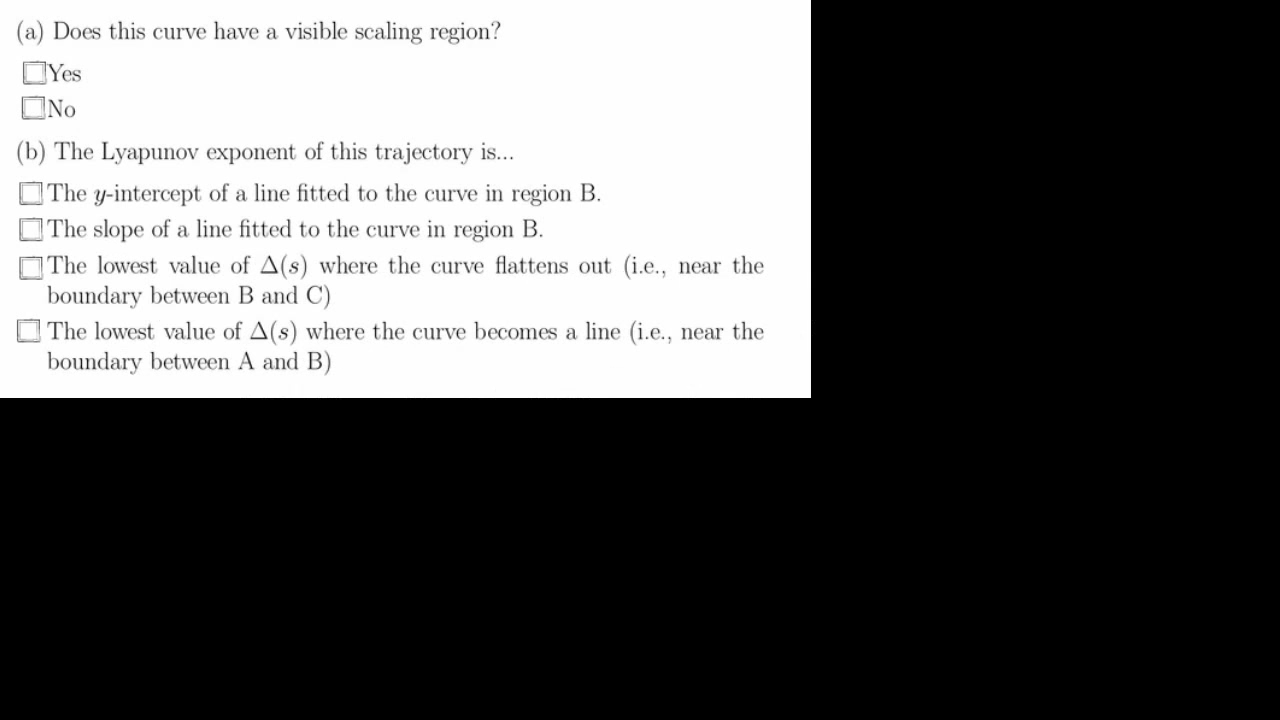 (a) Does this curve have a visible scaling region?
Yes
No
(b) The Lyapunov exponent of this trajectory is...
The y-intercept of a line fitted to the curve in region B.
The slope of a line fitted to the curve in region B.
The lowest value of Δ(s) where the curve flattens out (i.e., near the
boundary between B and C)
The lowest value of Δ(s) where the curve becomes a line (i.e., near the
boundary between A and B)